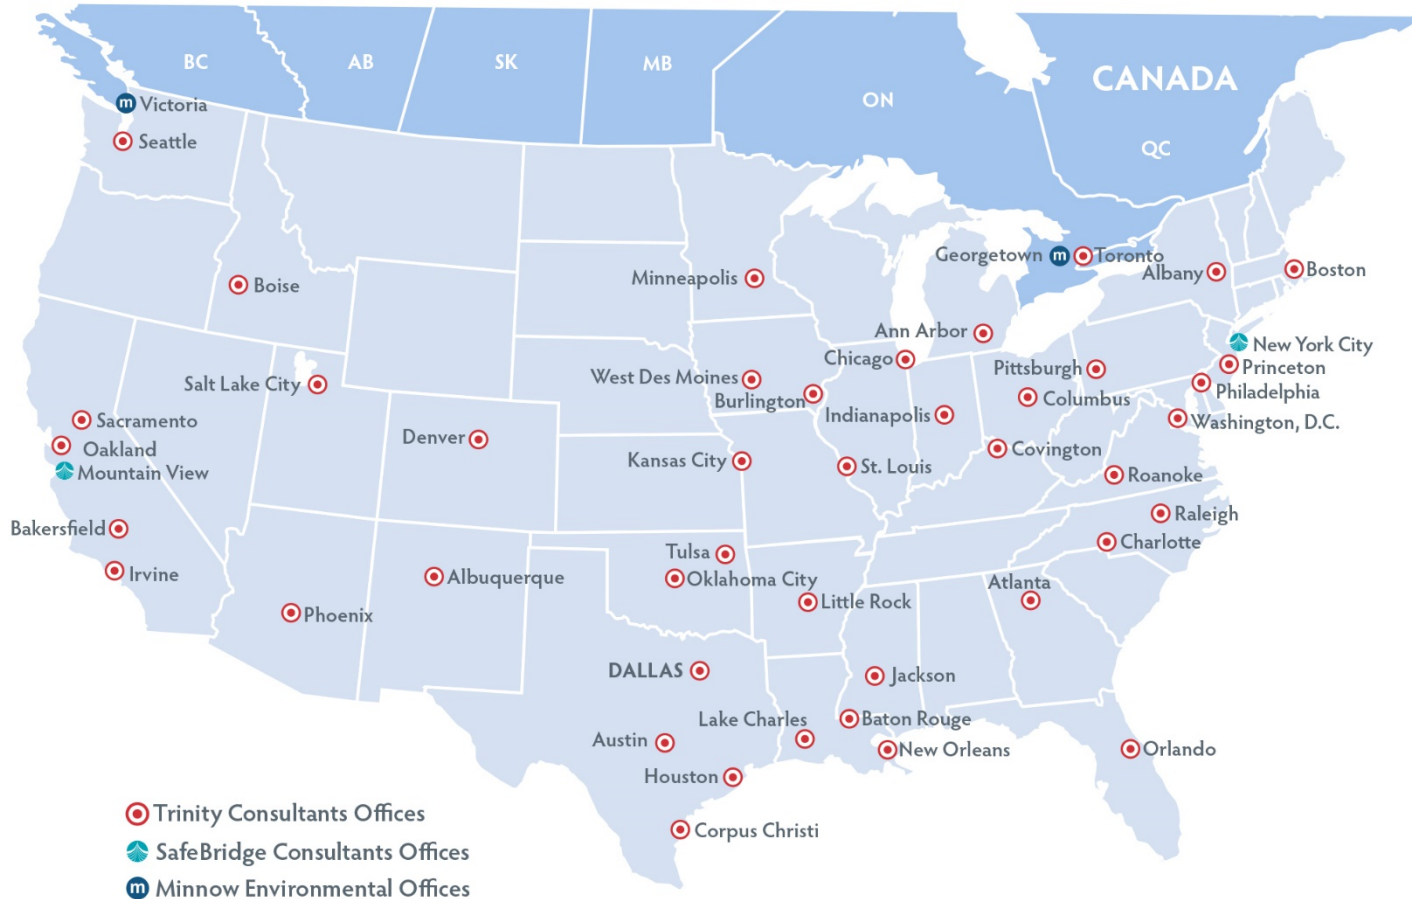 BC
AB
SK
MB
ON
CANADA
QC
m Victoria
Seattle
Georgetown m Toronto
Albany
Boston
Minneapolis
Boise
Ann Arbor
Chicago
New York City
Pittsburgh
Princeton
West Des Moines
Salt Lake City
Philadelphia
Burlington
Columbus
Indianapolis
Sacramento
Washington, D.C.
Denver
Oakland
Covington
Kansas City
St. Louis
Mountain View
Roanoke
Bakersfield
Raleigh
Charlotte
Tulsa
Irvine
Albuquerque
Oklahoma City
Atlanta
Little Rock
Phoenix
DALLAS
Jackson
Lake Charles
Baton Rouge
Austin
New Orleans
Orlando
Houston
Corpus Christi
Trinity Consultants Offices
SafeBridge Consultants Offices
m Minnow Environmental Offices